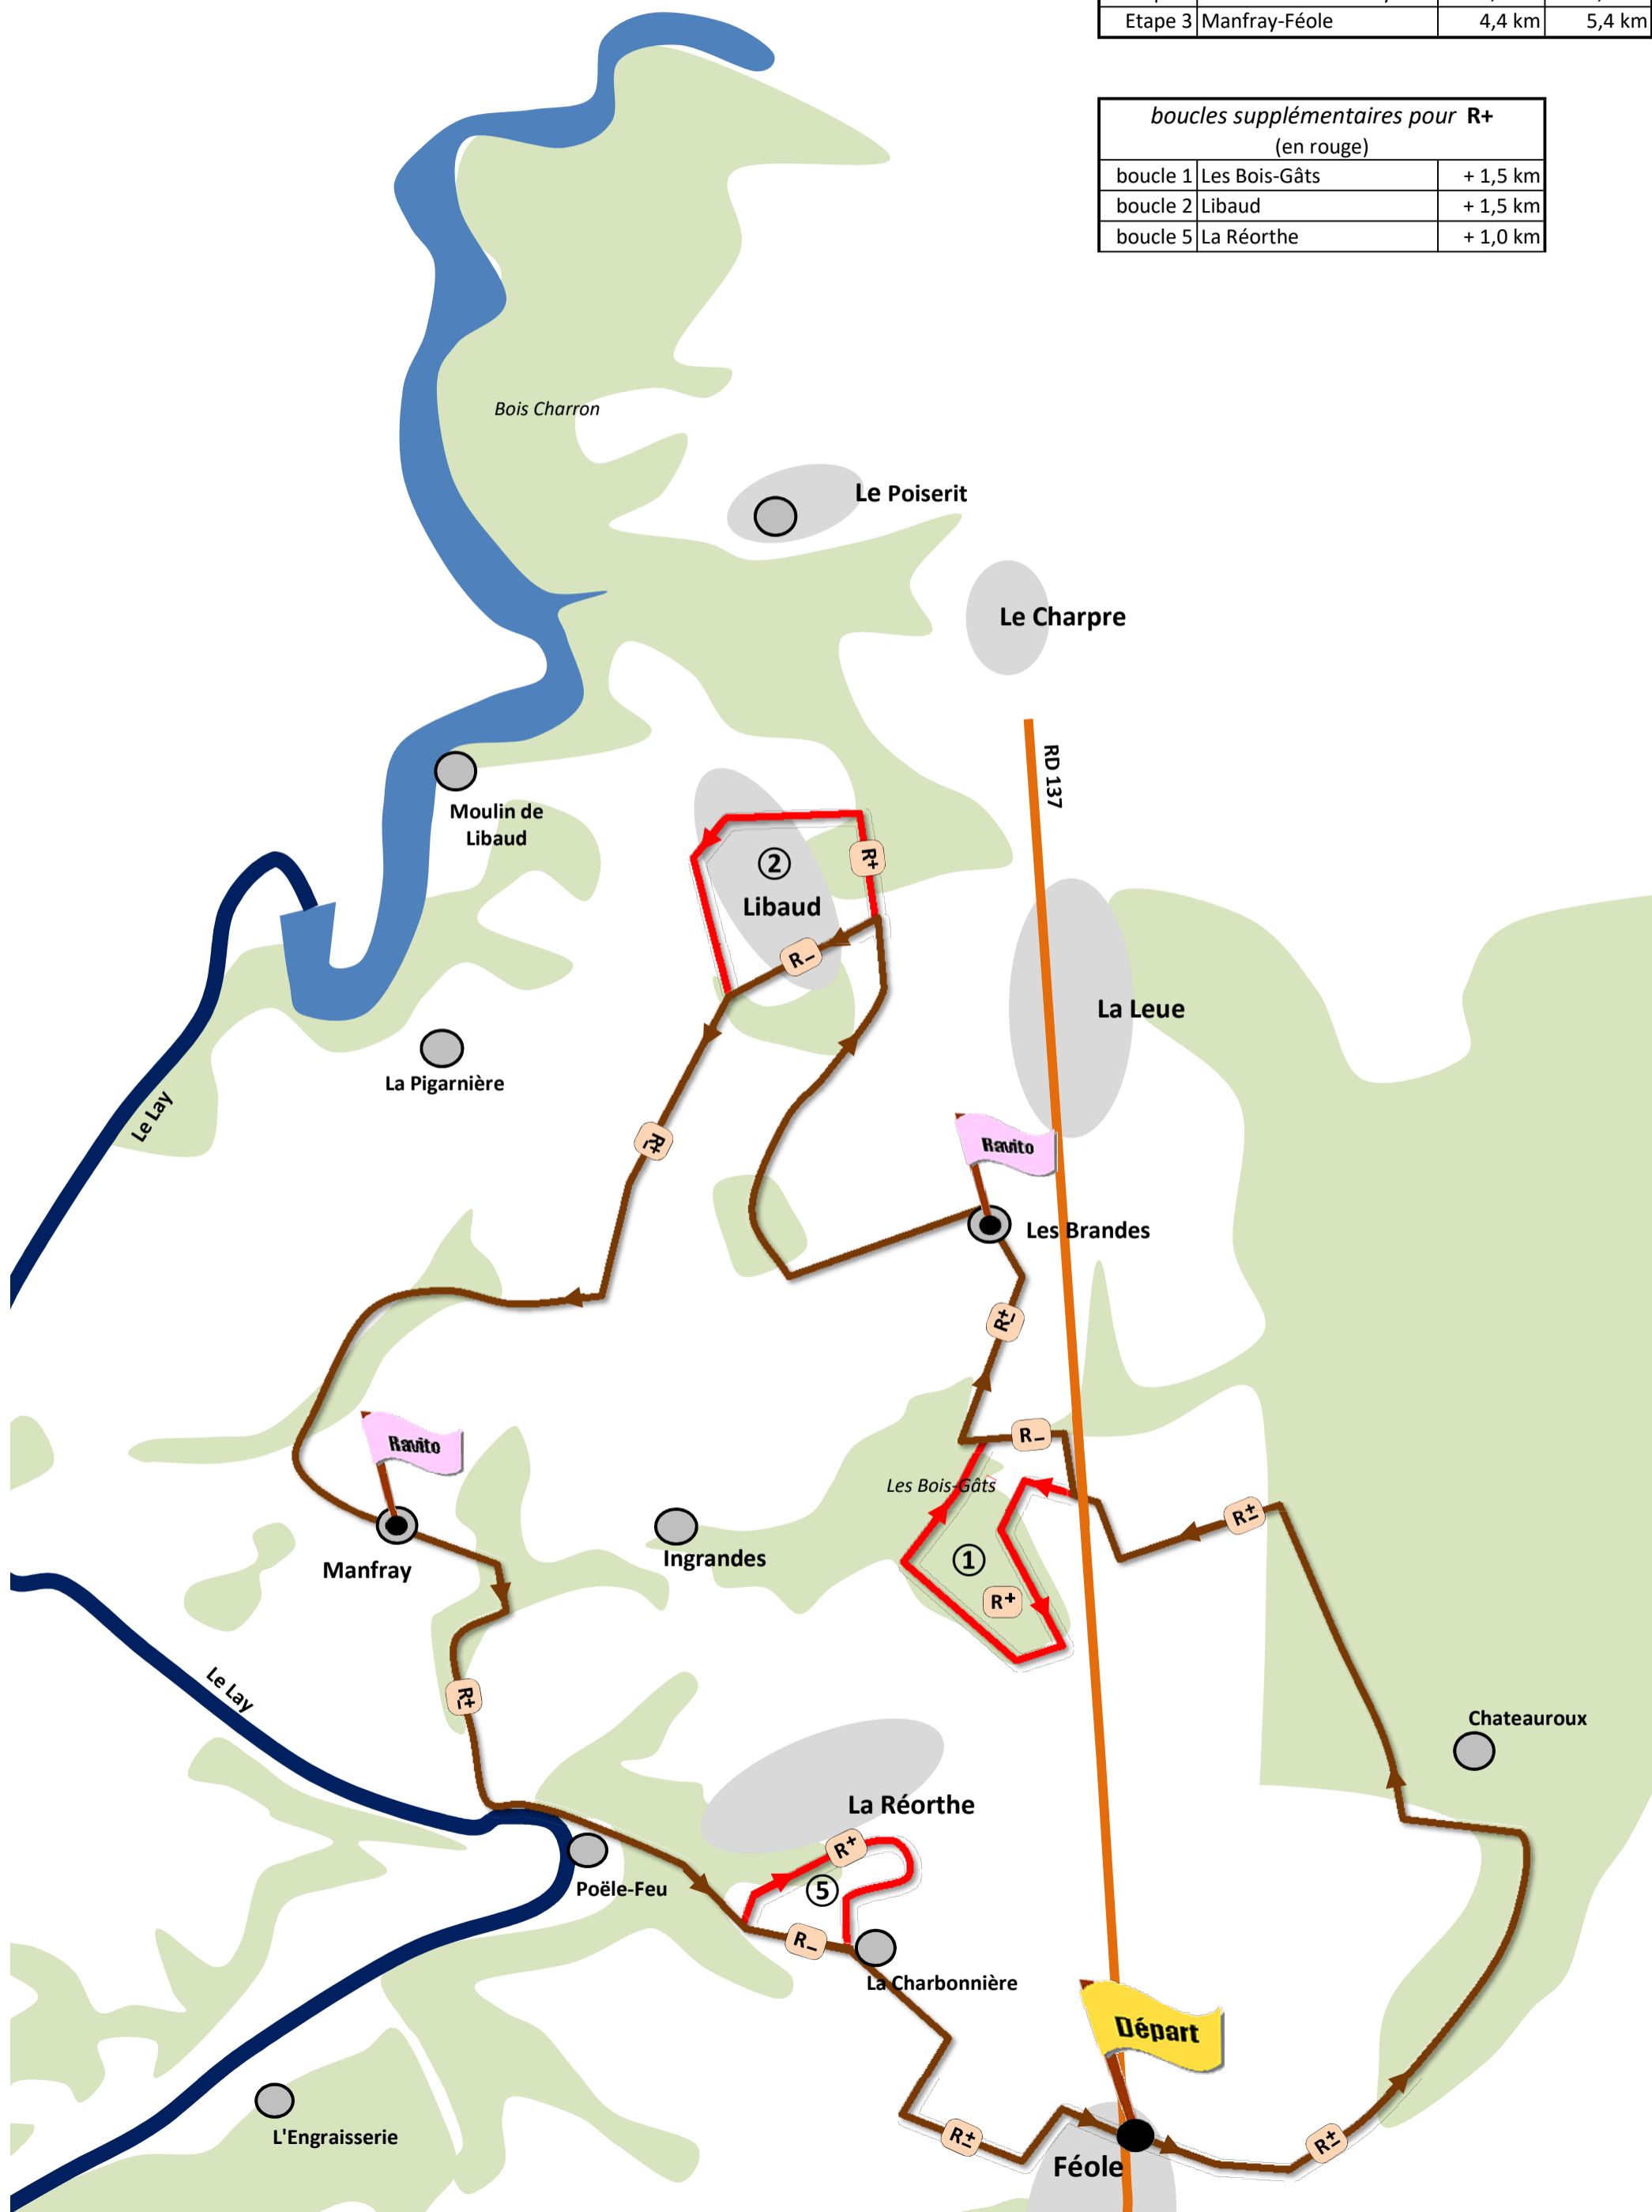 Etape 3 Manfray-Féole 4,4 km 5,4 km
boucles supplémentaires pour R+
(en rouge)
boucle 1 Les Bois-Gâts + 1,5 km
boucle 2 Libaud + 1,5 km
boucle 5 La Réorthe + 1,0 km
Bois Charron
Le Poiserit
Le Charpre
RD 137
Moulin de
Libaud
R+
②
Libaud
R–
La Leue
La Pigarnière
Le Lay
Ravito
R±
Les Brandes
R±
Ravito
R–
Les Bois-Gâts
R±
Manfray
Ingrandes
①
R+
Le Lay
R±
Chateauroux
La Réorthe
R+
⑤
Poële-Feu
R–
La Charbonnière
Départ
L'Engraisserie
R±
R±
Féole